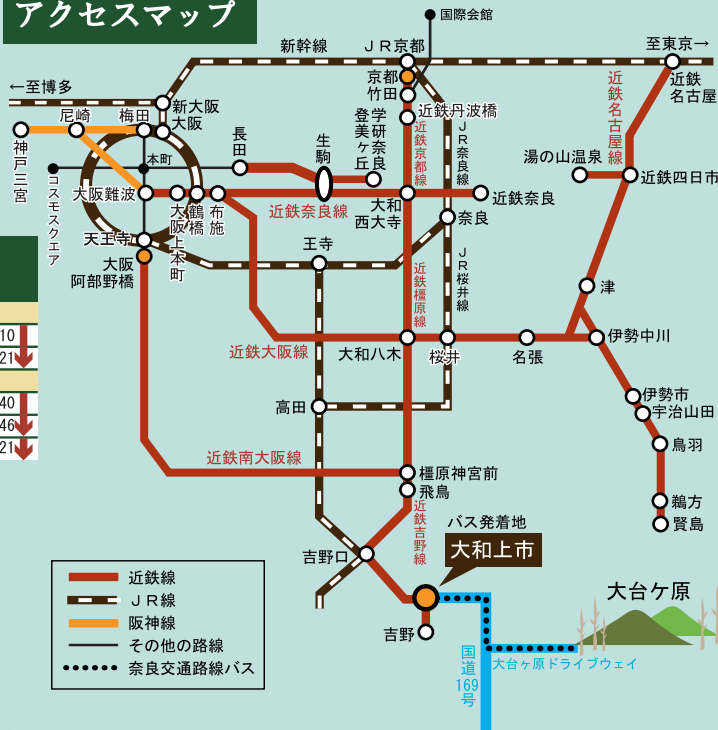 アクセスマップ
国際会館
新幹線
ＪＲ京都
至東京→
←至博多
京都
竹田
近鉄
名古屋
近鉄名古屋線
新大阪
大阪
尼崎
梅田
神戸三宮
長田
生駒
登美ヶ丘
学研奈良
近鉄丹波橋
近鉄京都線
ＪＲ奈良線
湯の山温泉
近鉄四日市
本町
コスモスクエア
大阪難波
大阪上本町
鶴橋
布施
近鉄奈良線
大和
西大寺
近鉄奈良
奈良
天王寺
大阪
阿部野橋
王寺
近鉄橿原線
ＪＲ桜井線
津
近鉄大阪線
大和八木
桜井
名張
伊勢中川
10
21
40
46
21
高田
伊勢市
宇治山田
鳥羽
近鉄南大阪線
橿原神宮前
飛鳥
近鉄吉野線
鵜方
賢島
バス発着地
大和上市
吉野口
吉野
大台ケ原
大台ヶ原ドライブウェイ
国道
169
号
近鉄線
ＪＲ線
阪神線
その他の路線
奈良交通路線バス